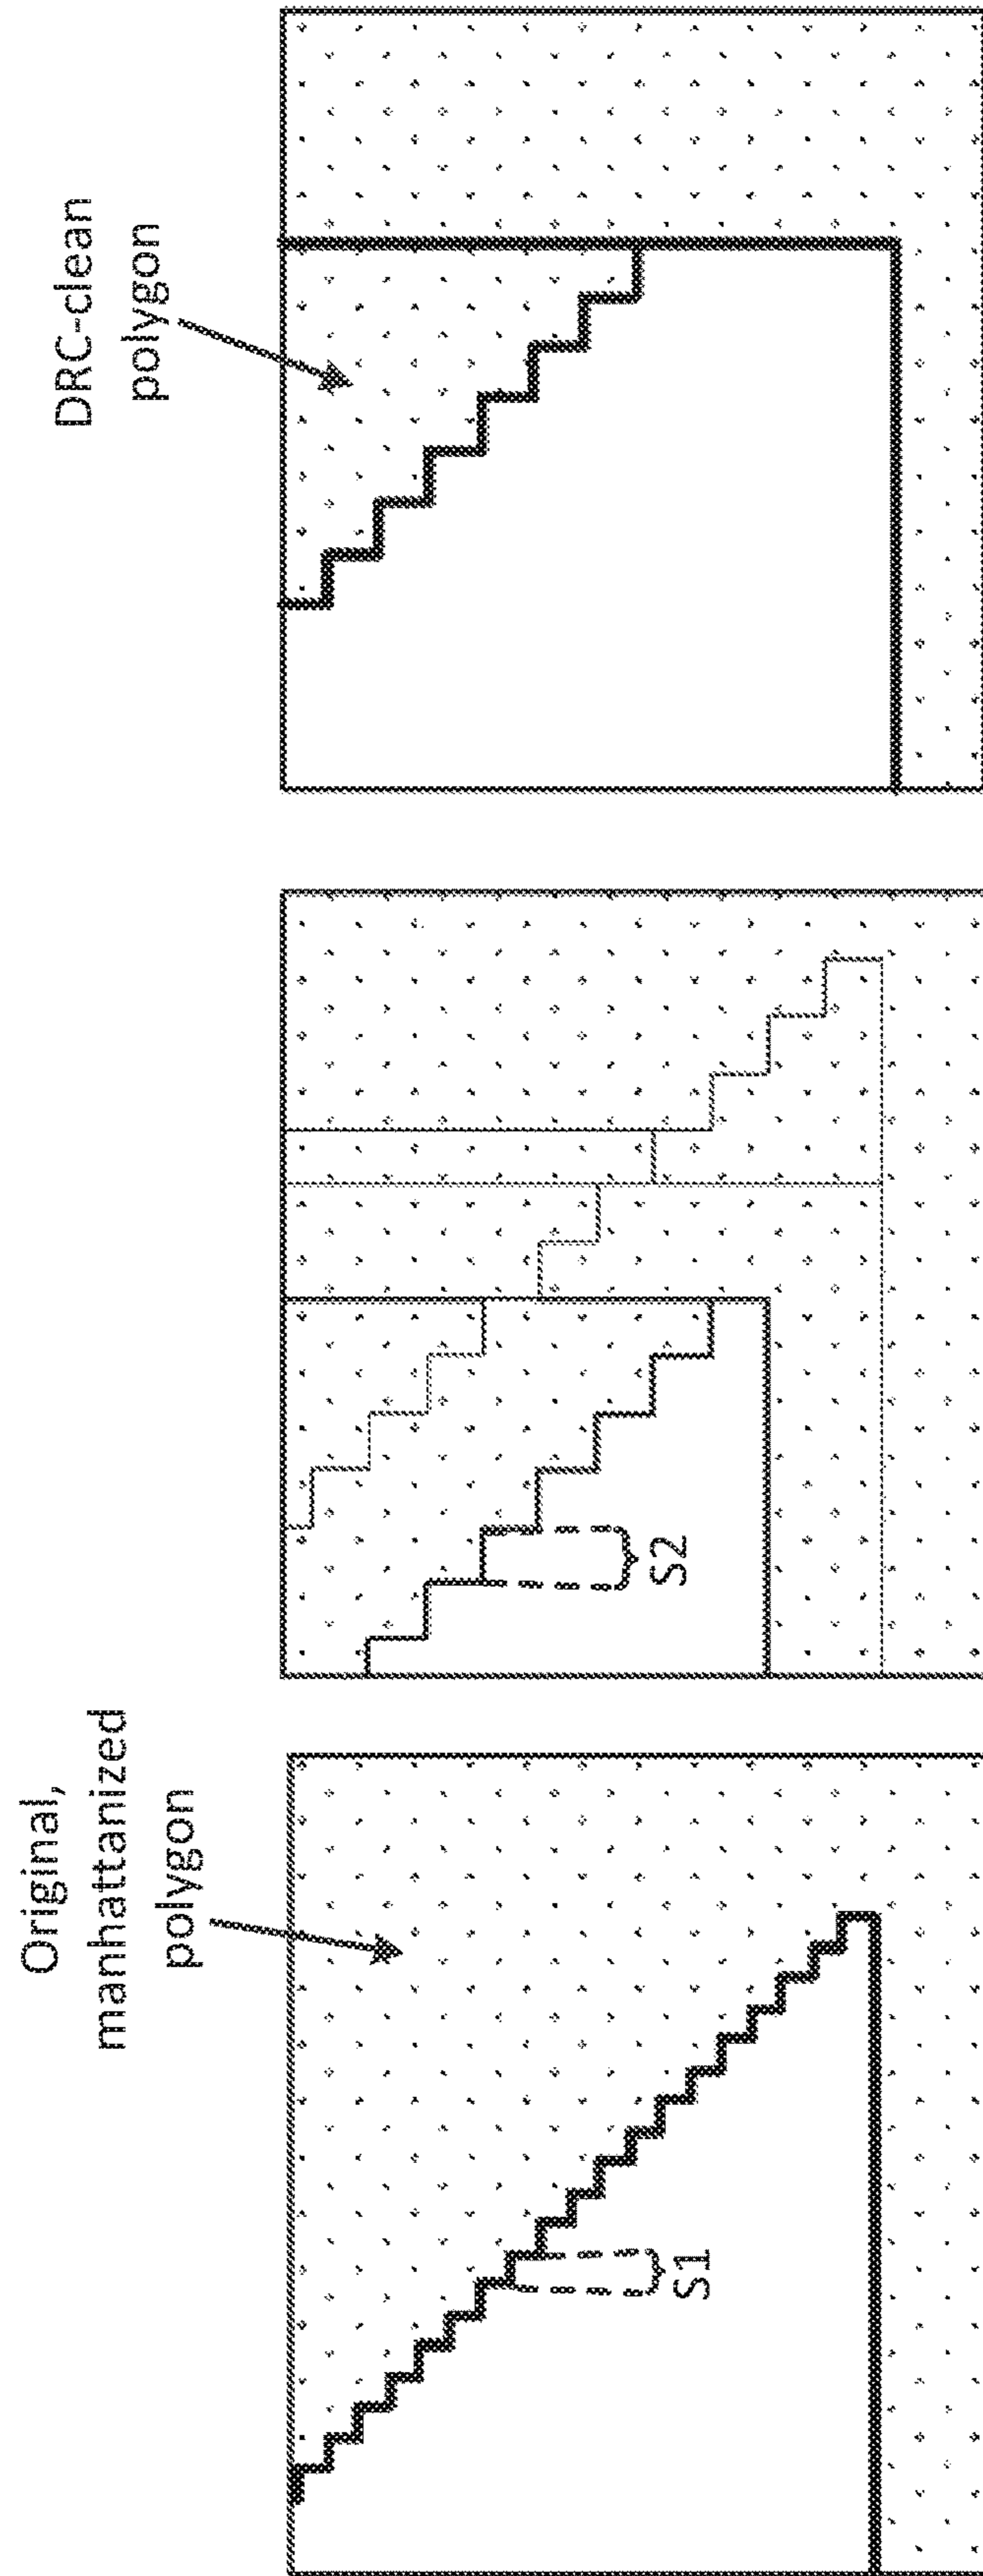 Original,
manhattanized
polygon
S1
S2
DRC-clean
polygon